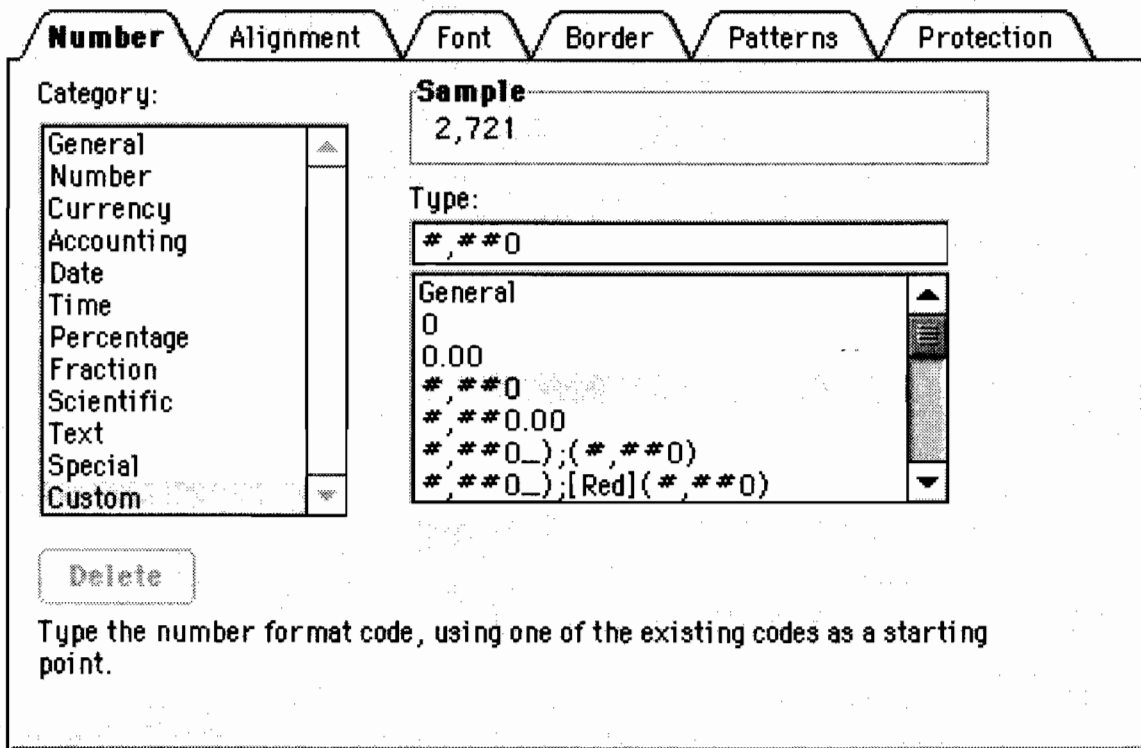 Number Alignment Font Border Patterns Protection
Category:
General
Number
Currency
Accounting
Date
Time
Percentage
Fraction
Scientific
Text
Special
Custom
Sample
2,721
Type:
#,##0
General
0
0.00
#,##0
#,##0.00
#,##0_);(#,##0)
#,##0_);[Red](#,##0)
Delete
Type the number format code, using one of the existing codes as a starting
point.